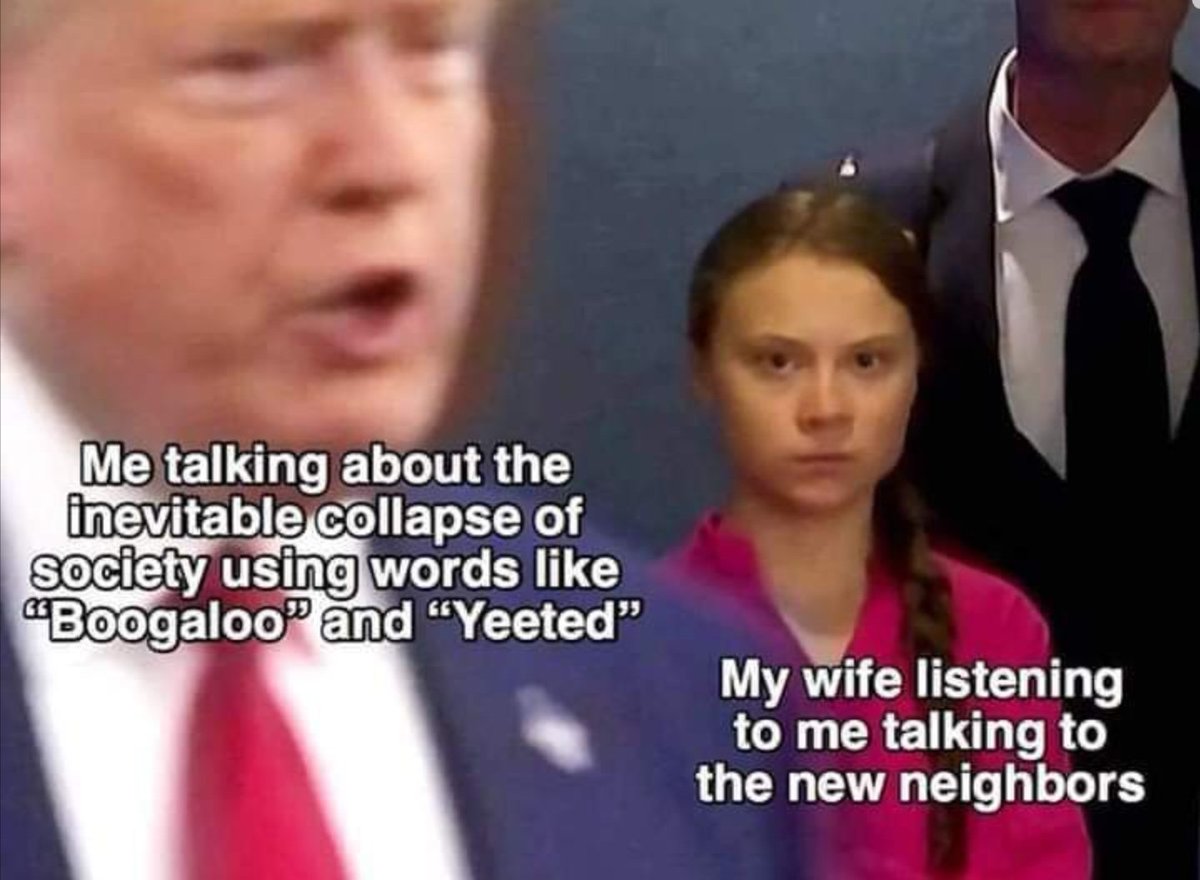 Me talking about the
inevitable collapse of
society using words like
“Boogaloo” and “Yeeted”
My wife listening
to me talking to
the new neighbors